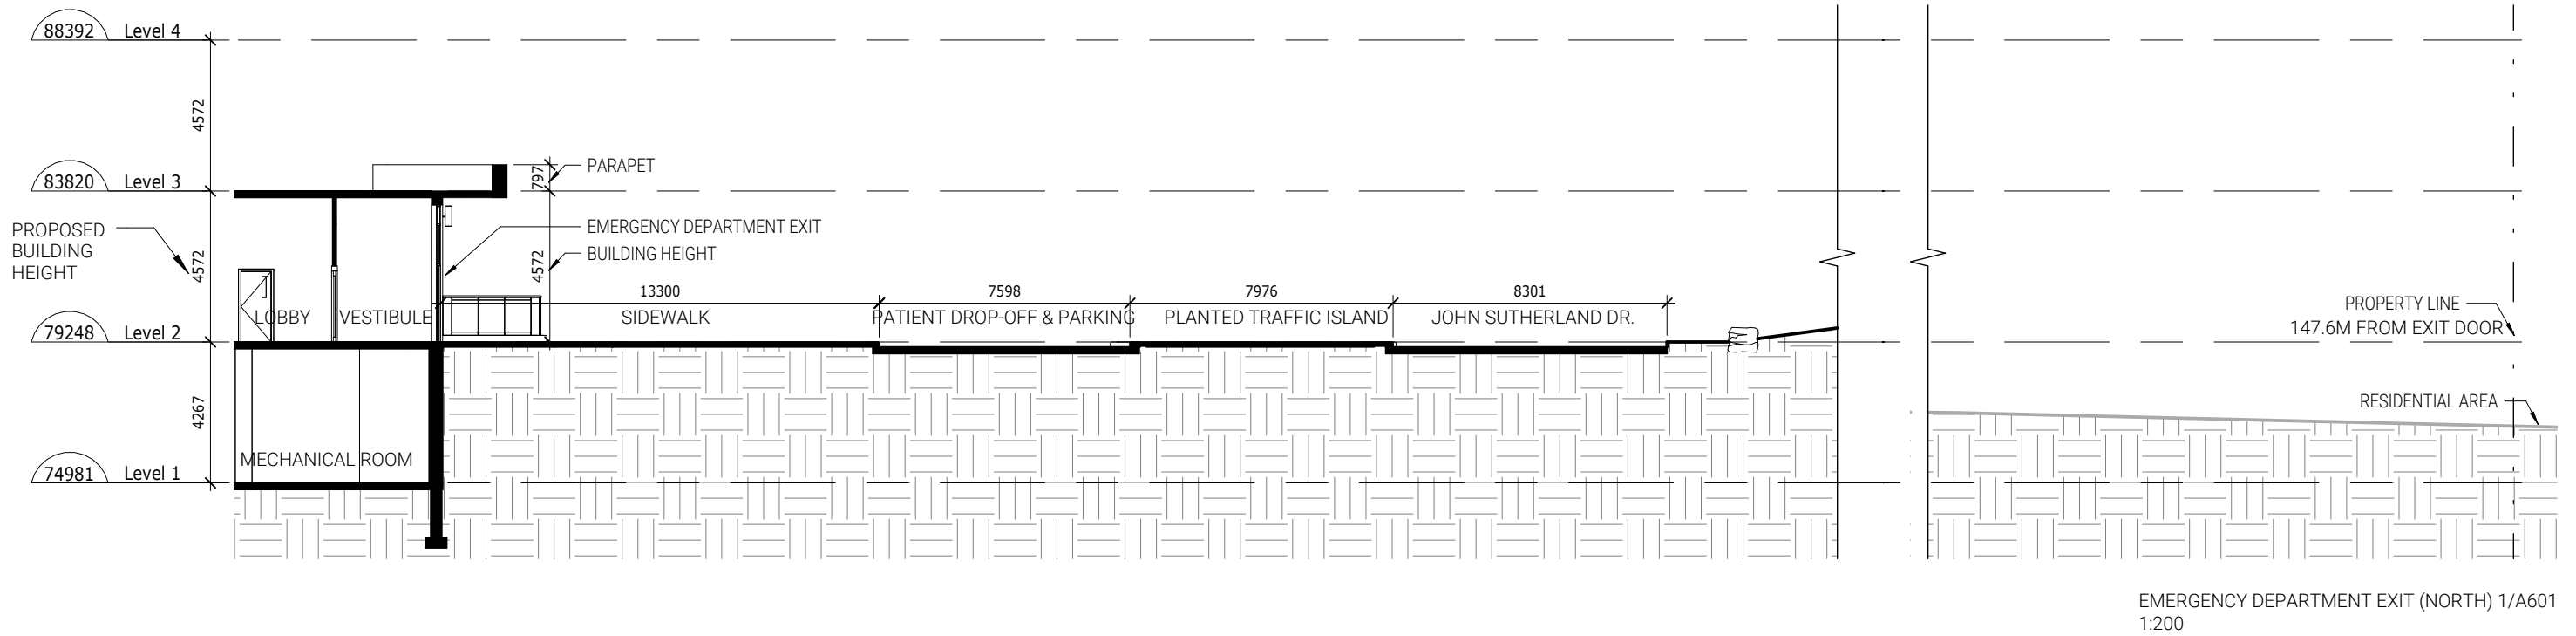 88392 Level 4
4572
PARAPET
797
83820 Level 3
PROPOSED
BUILDING
HEIGHT
4572
EMERGENCY DEPARTMENT EXIT
BUILDING HEIGHT
4572
13300
7598
7976
8301
LOBBY
VESTIBULE
SIDEWALK
PATIENT DROP-OFF & PARKING
PLANTED TRAFFIC ISLAND
JOHN SUTHERLAND DR.
PROPERTY LINE
147.6M FROM EXIT DOOR
79248 Level 2
4267
RESIDENTIAL AREA
MECHANICAL ROOM
74981 Level 1
EMERGENCY DEPARTMENT EXIT (NORTH) 1/A601
1:200